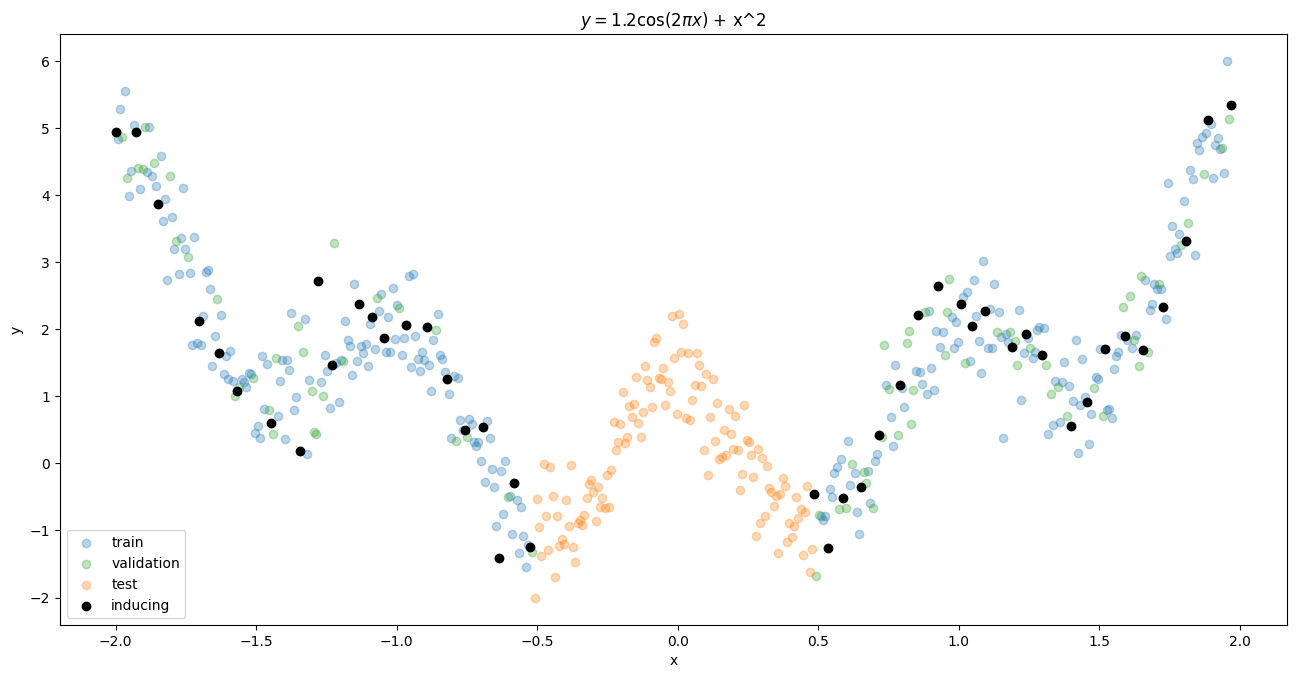 y = 1.2cos(2πx) + x^2
y
6
5
4
3
2
1
0
−1
−2
train
validation
test
inducing
−2.0 −1.5 −1.0 −0.5 0.0 0.5 1.0 1.5 2.0
x